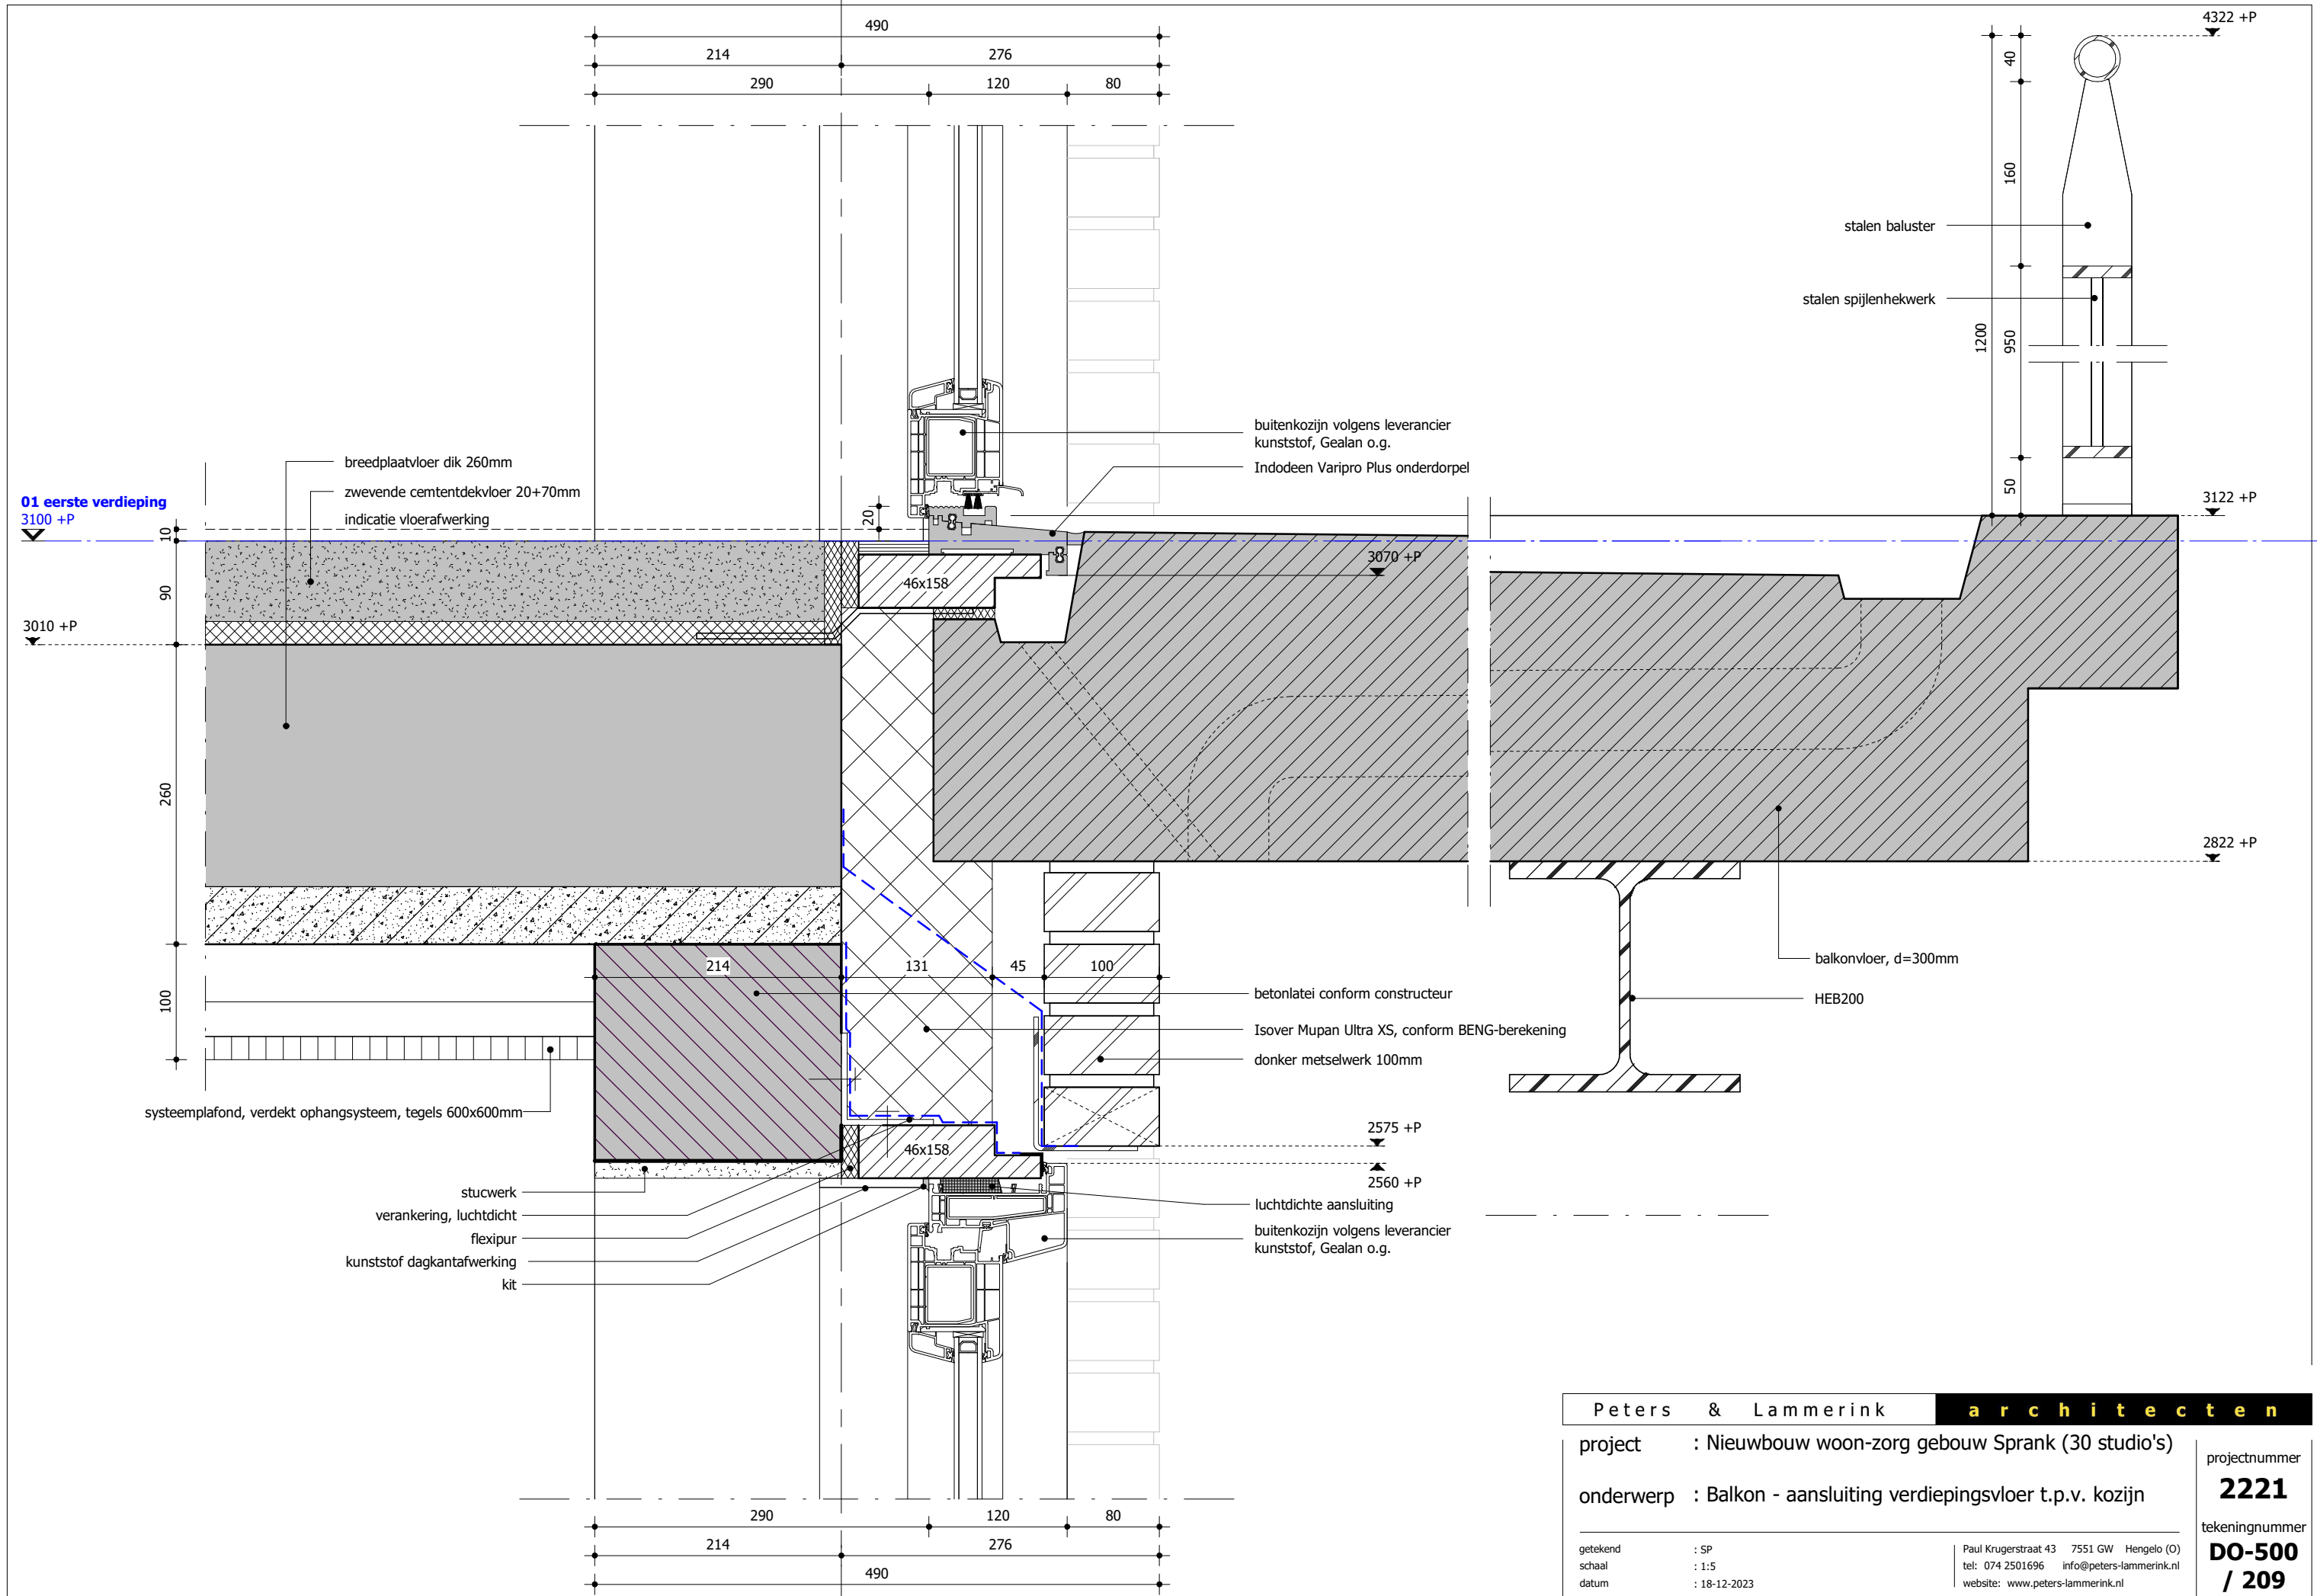 490
214
276
290
120
80
4322 +P
40
160
stalen baluster
stalen spijlenhekwerk
1200
950
50
3122 +P
buitenkozijn volgens leverancier
kunststof, Gealan o.g.
Indodeen Varipro Plus onderdorpel
breedplaatvloer dik 260mm
zwevende cemtentdekvloer 20+70mm
indicatie vloerafwerking
01 eerste verdieping
3100 +P
10
20
90
3010 +P
46x158
3070 +P
260
2822 +P
214
131
45
100
100
betonlatei conform constructeur
Isover Mupan Ultra XS, conform BENG-berekening
donker metselwerk 100mm
balkonvloer, d=300mm
HEB200
systeemplafond, verdekt ophangsysteem, tegels 600x600mm
2575 +P
46x158
2560 +P
stucwerk
verankering, luchtdicht
flexipur
kunststof dagkantafwerking
kit
luchtdichte aansluiting
buitenkozijn volgens leverancier
kunststof, Gealan o.g.
290
120
80
214
276
490
Peters & Lammerink architecten
project : Nieuwbouw woon-zorg gebouw Sprank (30 studio's)
onderwerp : Balkon - aansluiting verdiepingsvloer t.p.v. kozijn
projectnummer
2221
tekeningnummer
DO-500
/ 209
getekend : SP
schaal : 1:5
datum : 18-12-2023
Paul Krugerstraat 43 7551 GW Hengelo (O)
tel: 074 2501696 info@peters-lammerink.nl
website: www.peters-lammerink.nl